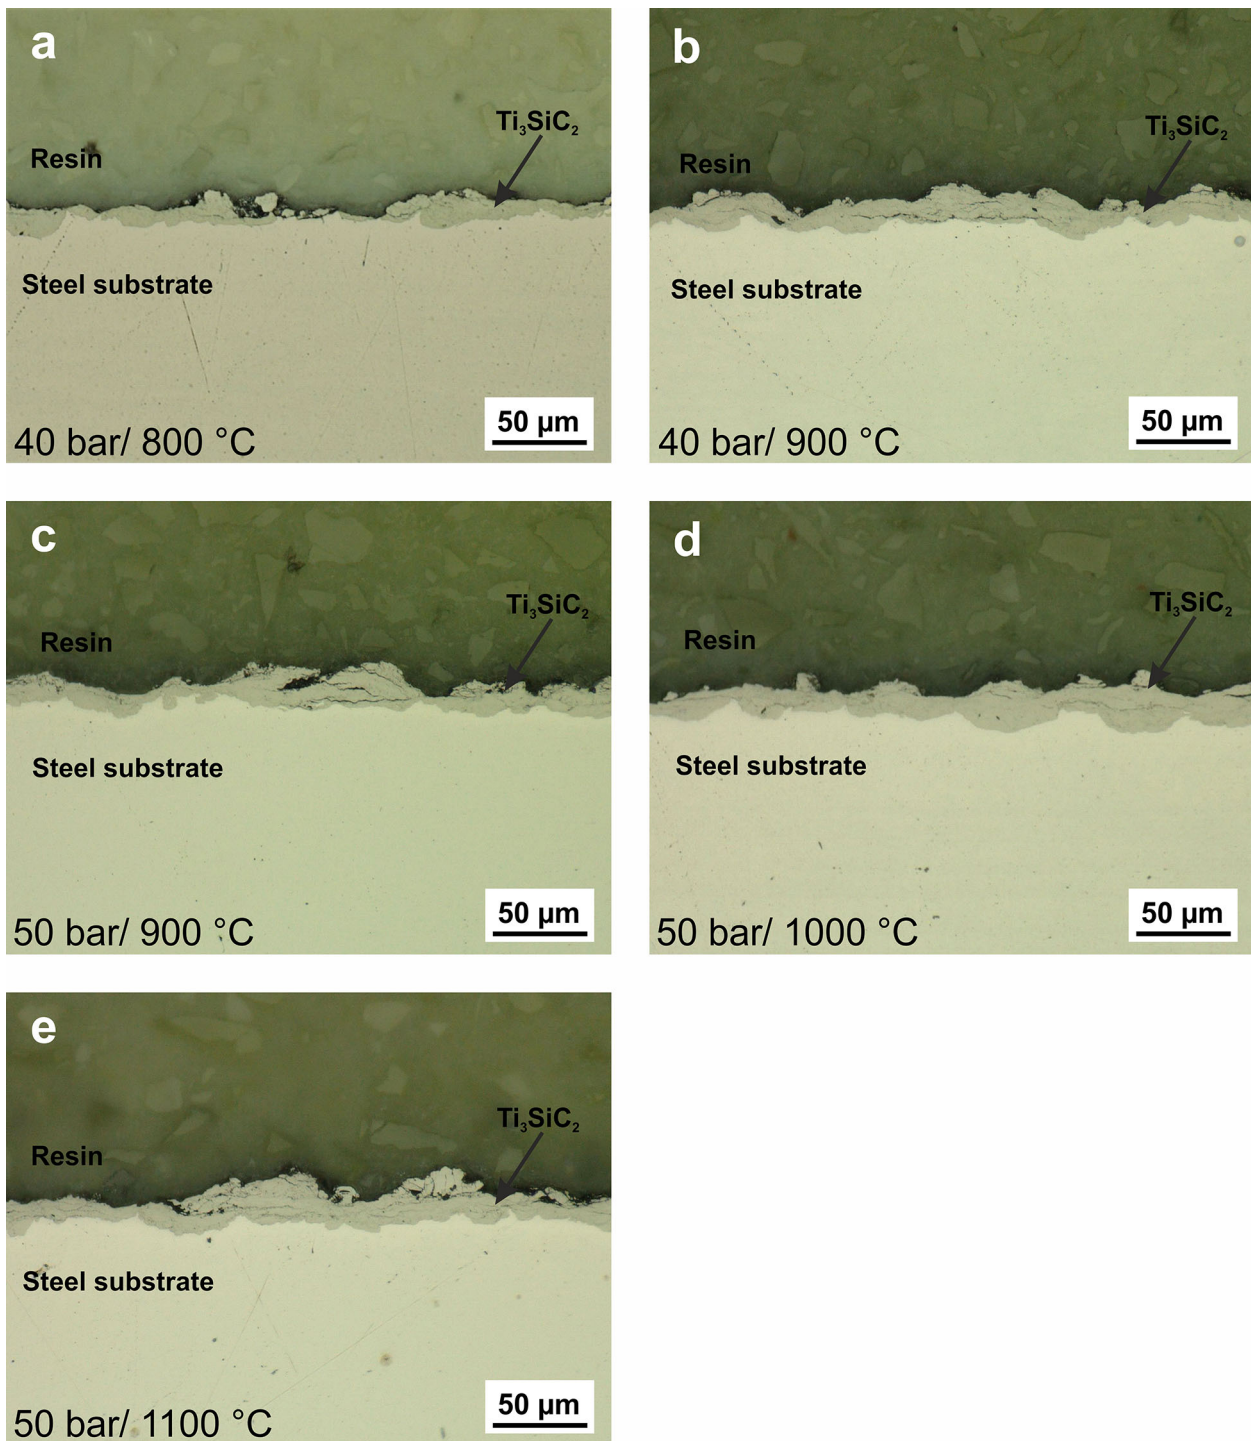 a
Ti₃SiC₂
Resin
Steel substrate
50 µm
40 bar/ 800 °C
b
Ti₃SiC₂
Resin
Steel substrate
50 µm
40 bar/ 900 °C
c
Ti₃SiC₂
Resin
Steel substrate
50 µm
50 bar/ 900 °C
d
Ti₃SiC₂
Resin
Steel substrate
50 µm
50 bar/ 1000 °C
e
Ti₃SiC₂
Resin
Steel substrate
50 µm
50 bar/ 1100 °C